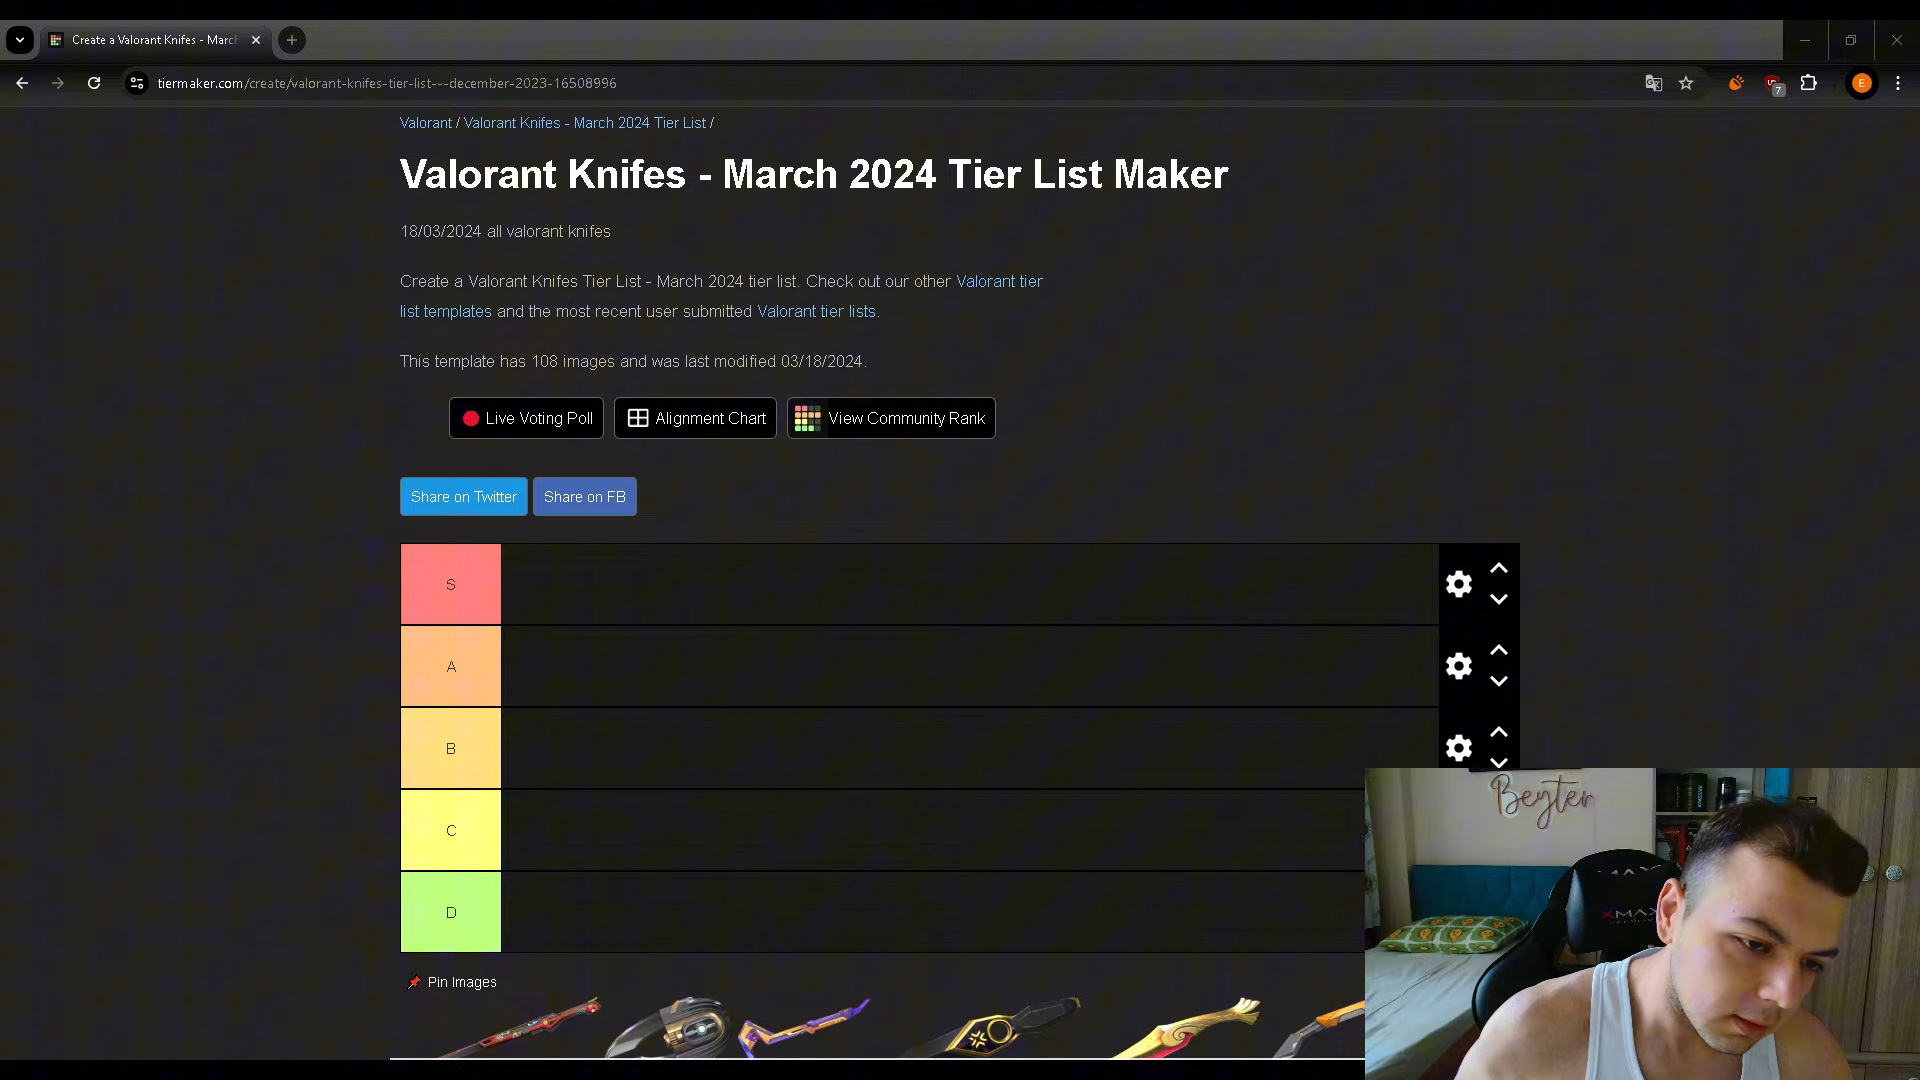 Create a Valorant Knifes - Marc
tiermaker.com/create/valorant-knifes-tier-list---december-2023-16508996
7
E
Valorant / Valorant Knifes - March 2024 Tier List /
Valorant Knifes - March 2024 Tier List Maker
18/03/2024 all valorant knifes
Create a Valorant Knifes Tier List - March 2024 tier list. Check out our other Valorant tier
list templates and the most recent user submitted Valorant tier lists.
This template has 108 images and was last modified 03/18/2024.
Live Voting Poll
Alignment Chart
View Community Rank
Share on Twitter
Share on FB
S
A
B
C
D
Beyter
XMAX
Pin Images